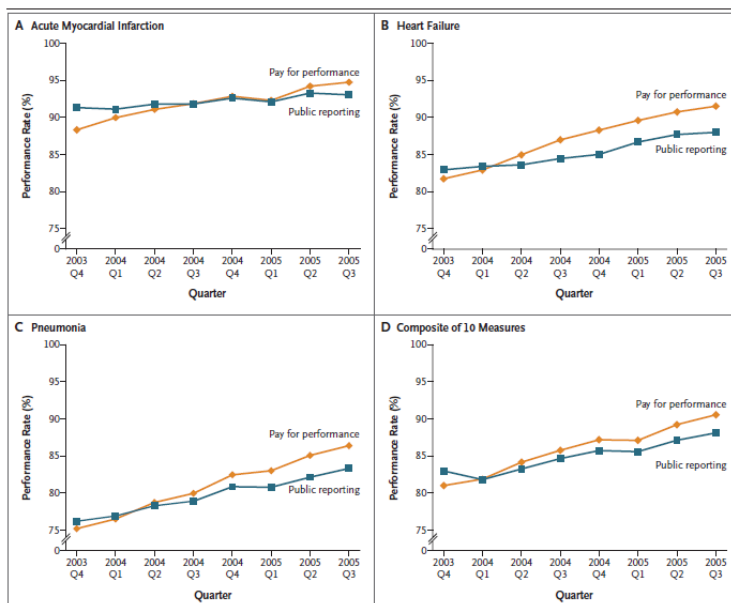 A Acute Myocardial Infarction
100
95
90
85
80
75
0
Performance Rate (%)
Pay for performance
Public reporting
2003 2004 2004 2004 2004 2005 2005 2005
Q4 Q1 Q2 Q3 Q4 Q1 Q2 Q3
Quarter
B Heart Failure
100
95
90
85
80
75
0
Performance Rate (%)
Pay for performance
Public reporting
2003 2004 2004 2004 2004 2005 2005 2005
Q4 Q1 Q2 Q3 Q4 Q1 Q2 Q3
Quarter
C Pneumonia
100
95
90
85
80
75
0
Performance Rate (%)
Pay for performance
Public reporting
2003 2004 2004 2004 2004 2005 2005 2005
Q4 Q1 Q2 Q3 Q4 Q1 Q2 Q3
Quarter
D Composite of 10 Measures
100
95
90
85
80
75
0
Performance Rate (%)
Pay for performance
Public reporting
2003 2004 2004 2004 2004 2005 2005 2005
Q4 Q1 Q2 Q3 Q4 Q1 Q2 Q3
Quarter